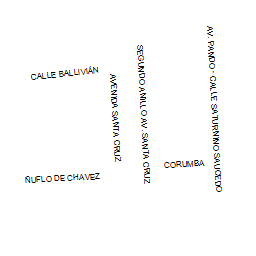 AV. PANDO - CALLE SATURNINO SAUCEDO
SEGUNDO ANILLO AV. SANTA CRUZ
CALLE BALLIVIÁN
AVENIDA SANTA CRUZ
CORUMBA
ÑUFLO DE CHAVEZ